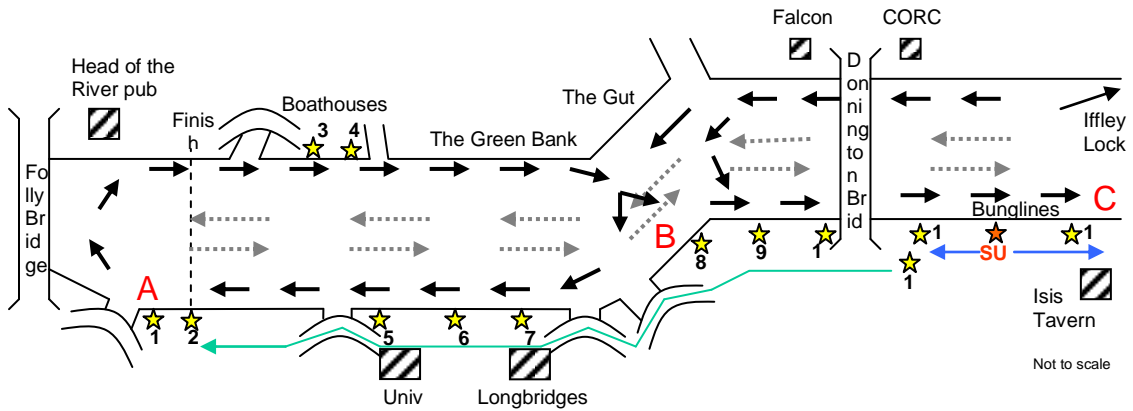 Head of the
River pub
Finis
h
Boathouses
3 4
The Green Bank
The Gut
Falcon
CORC
D
on
ni
ng
to
n
Br
id
Iffley
Lock
Fo
lly
Br
id
ge
A
B
C
Bunglines
1
2
5
6
7
8
9
1
1
SU
1
1
Univ
Longbridges
Isis
Tavern
Not to scale